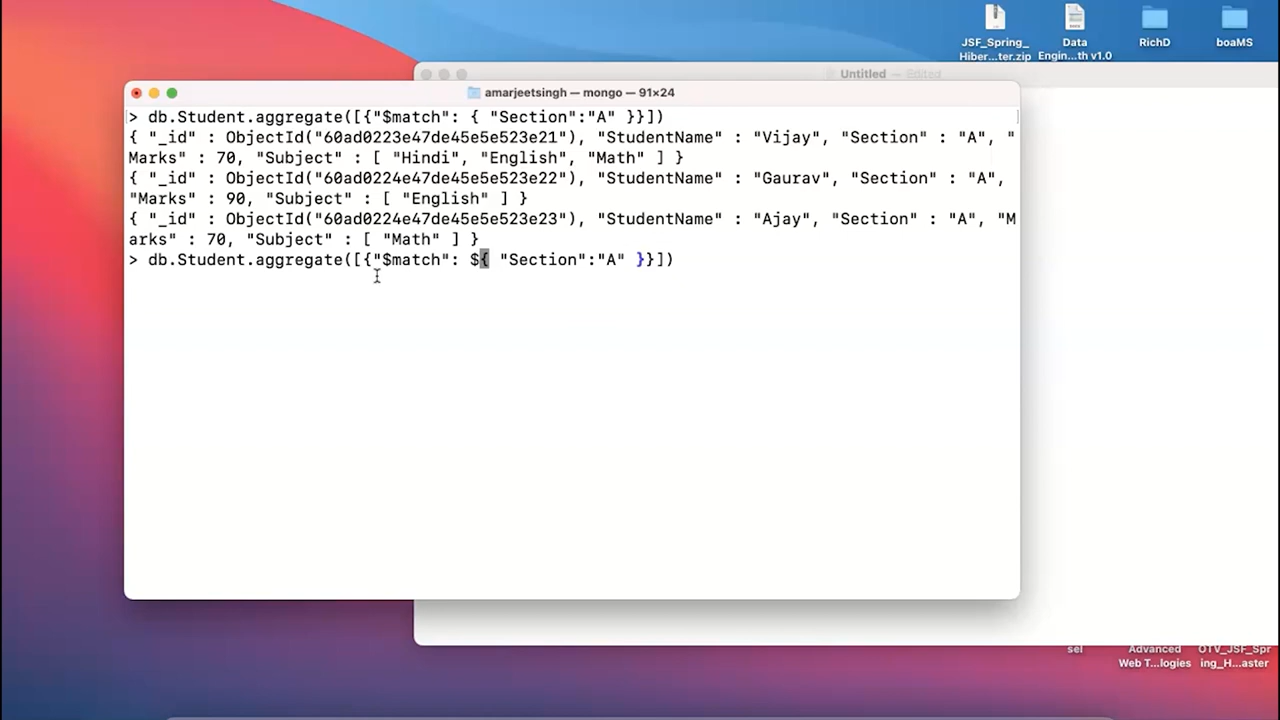 JSF_Spring_
Hiber...ter.zip
Data
Engin...th v1.0
RichD
boaMS
Untitled — Edited
amarjeetsingh — mongo — 91×24
> db.Student.aggregate([{"$match": { "Section":"A" }}])
{ "_id" : ObjectId("60ad0223e47de45e5e523e21"), "StudentName" : "Vijay", "Section" : "A", "
Marks" : 70, "Subject" : [ "Hindi", "English", "Math" ] }
{ "_id" : ObjectId("60ad0224e47de45e5e523e22"), "StudentName" : "Gaurav", "Section" : "A",
"Marks" : 90, "Subject" : [ "English" ] }
{ "_id" : ObjectId("60ad0224e47de45e5e523e23"), "StudentName" : "Ajay", "Section" : "A", "M
arks" : 70, "Subject" : [ "Math" ] }
> db.Student.aggregate([{"$match": ${ "Section":"A" }}])
sel
Advanced
Web T...logies
OTV_JSF_Spr
ing_H...aster